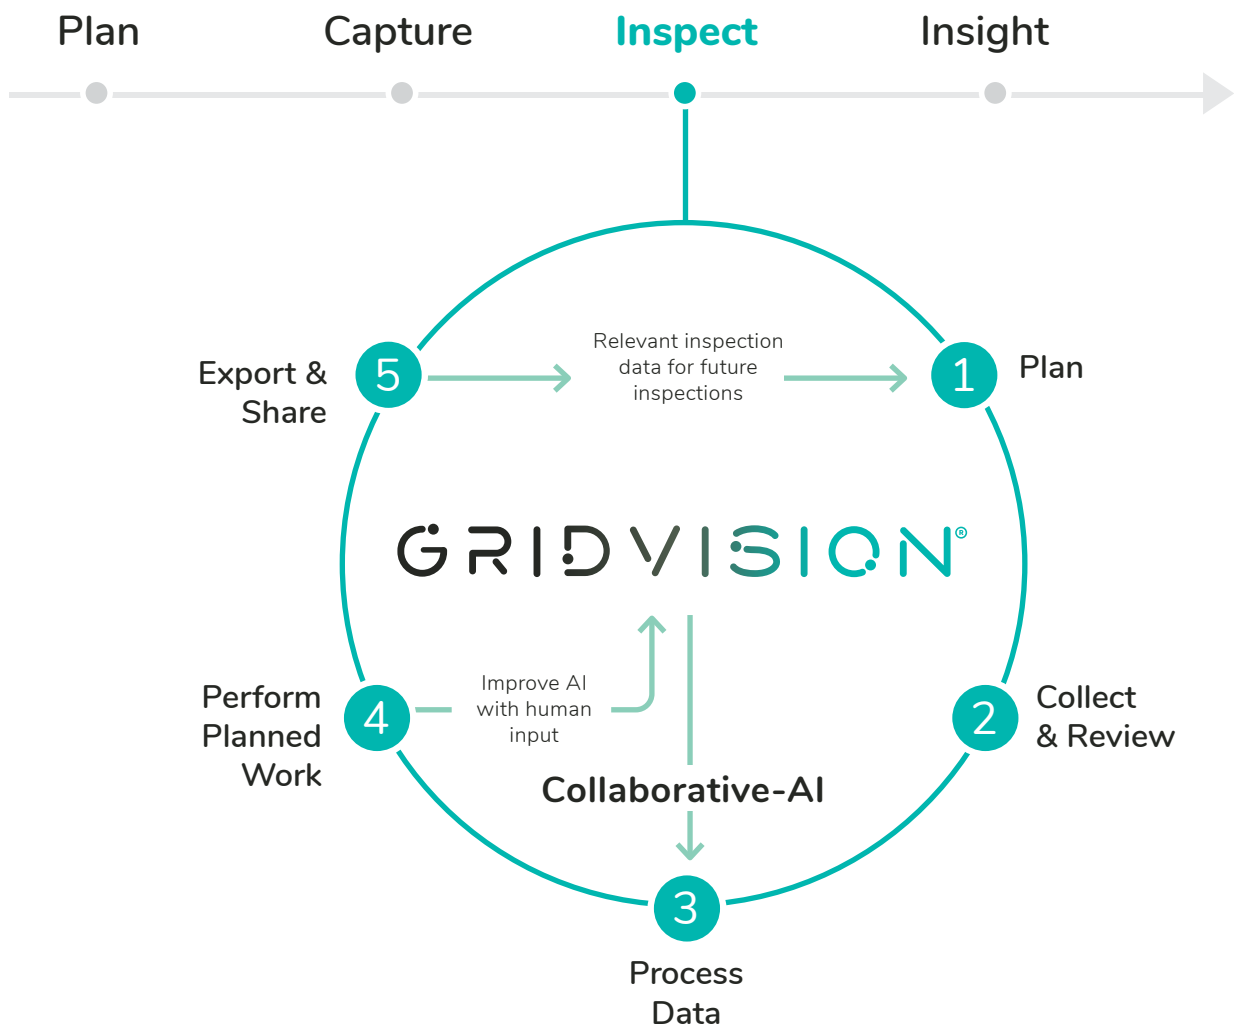 Plan
Capture
Inspect
Insight
Relevant inspection
data for future
inspections
5
Export &
Share
1
Plan
GRIDVISION®
Improve AI
with human
input
4
Perform
Planned
Work
2
Collect
& Review
Collaborative-AI
3
Process
Data